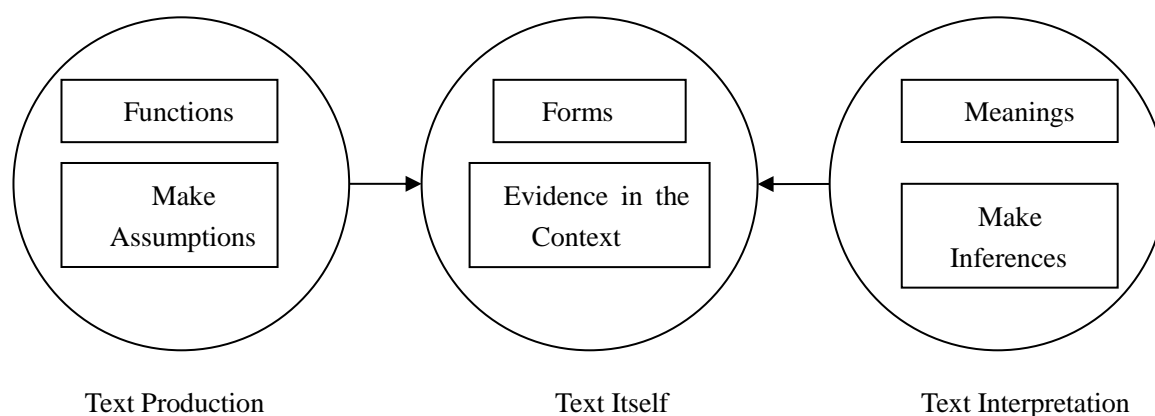 Functions
Make
Assumptions
Forms
Evidence in the
Context
Meanings
Make
Inferences
Text Production
Text Itself
Text Interpretation